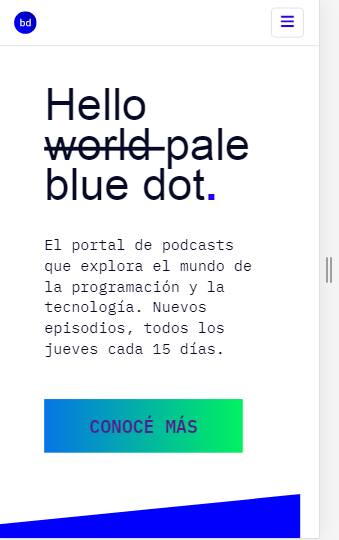 bd
Hello
world pale
blue dot.
El portal de podcasts
que explora el mundo de
la programación y la
tecnología. Nuevos
episodios, todos los
jueves cada 15 días.
CONOCÉ MÁS